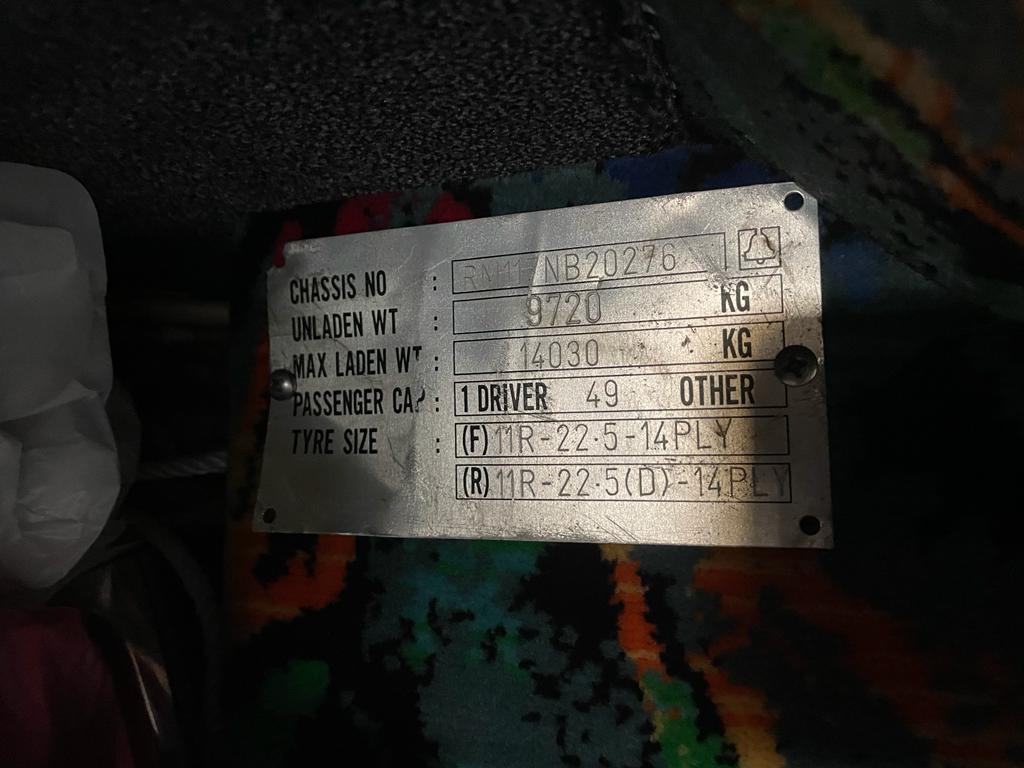 CHASSIS NO : NB20276
UNLADEN WT : 9720 KG
MAX LADEN WT : 14030 KG
PASSENGER CAP : 1 DRIVER 49 OTHER
TYRE SIZE : (F) 11R-22.5-14PLY
(R) 11R-22.5(D)-14PLY